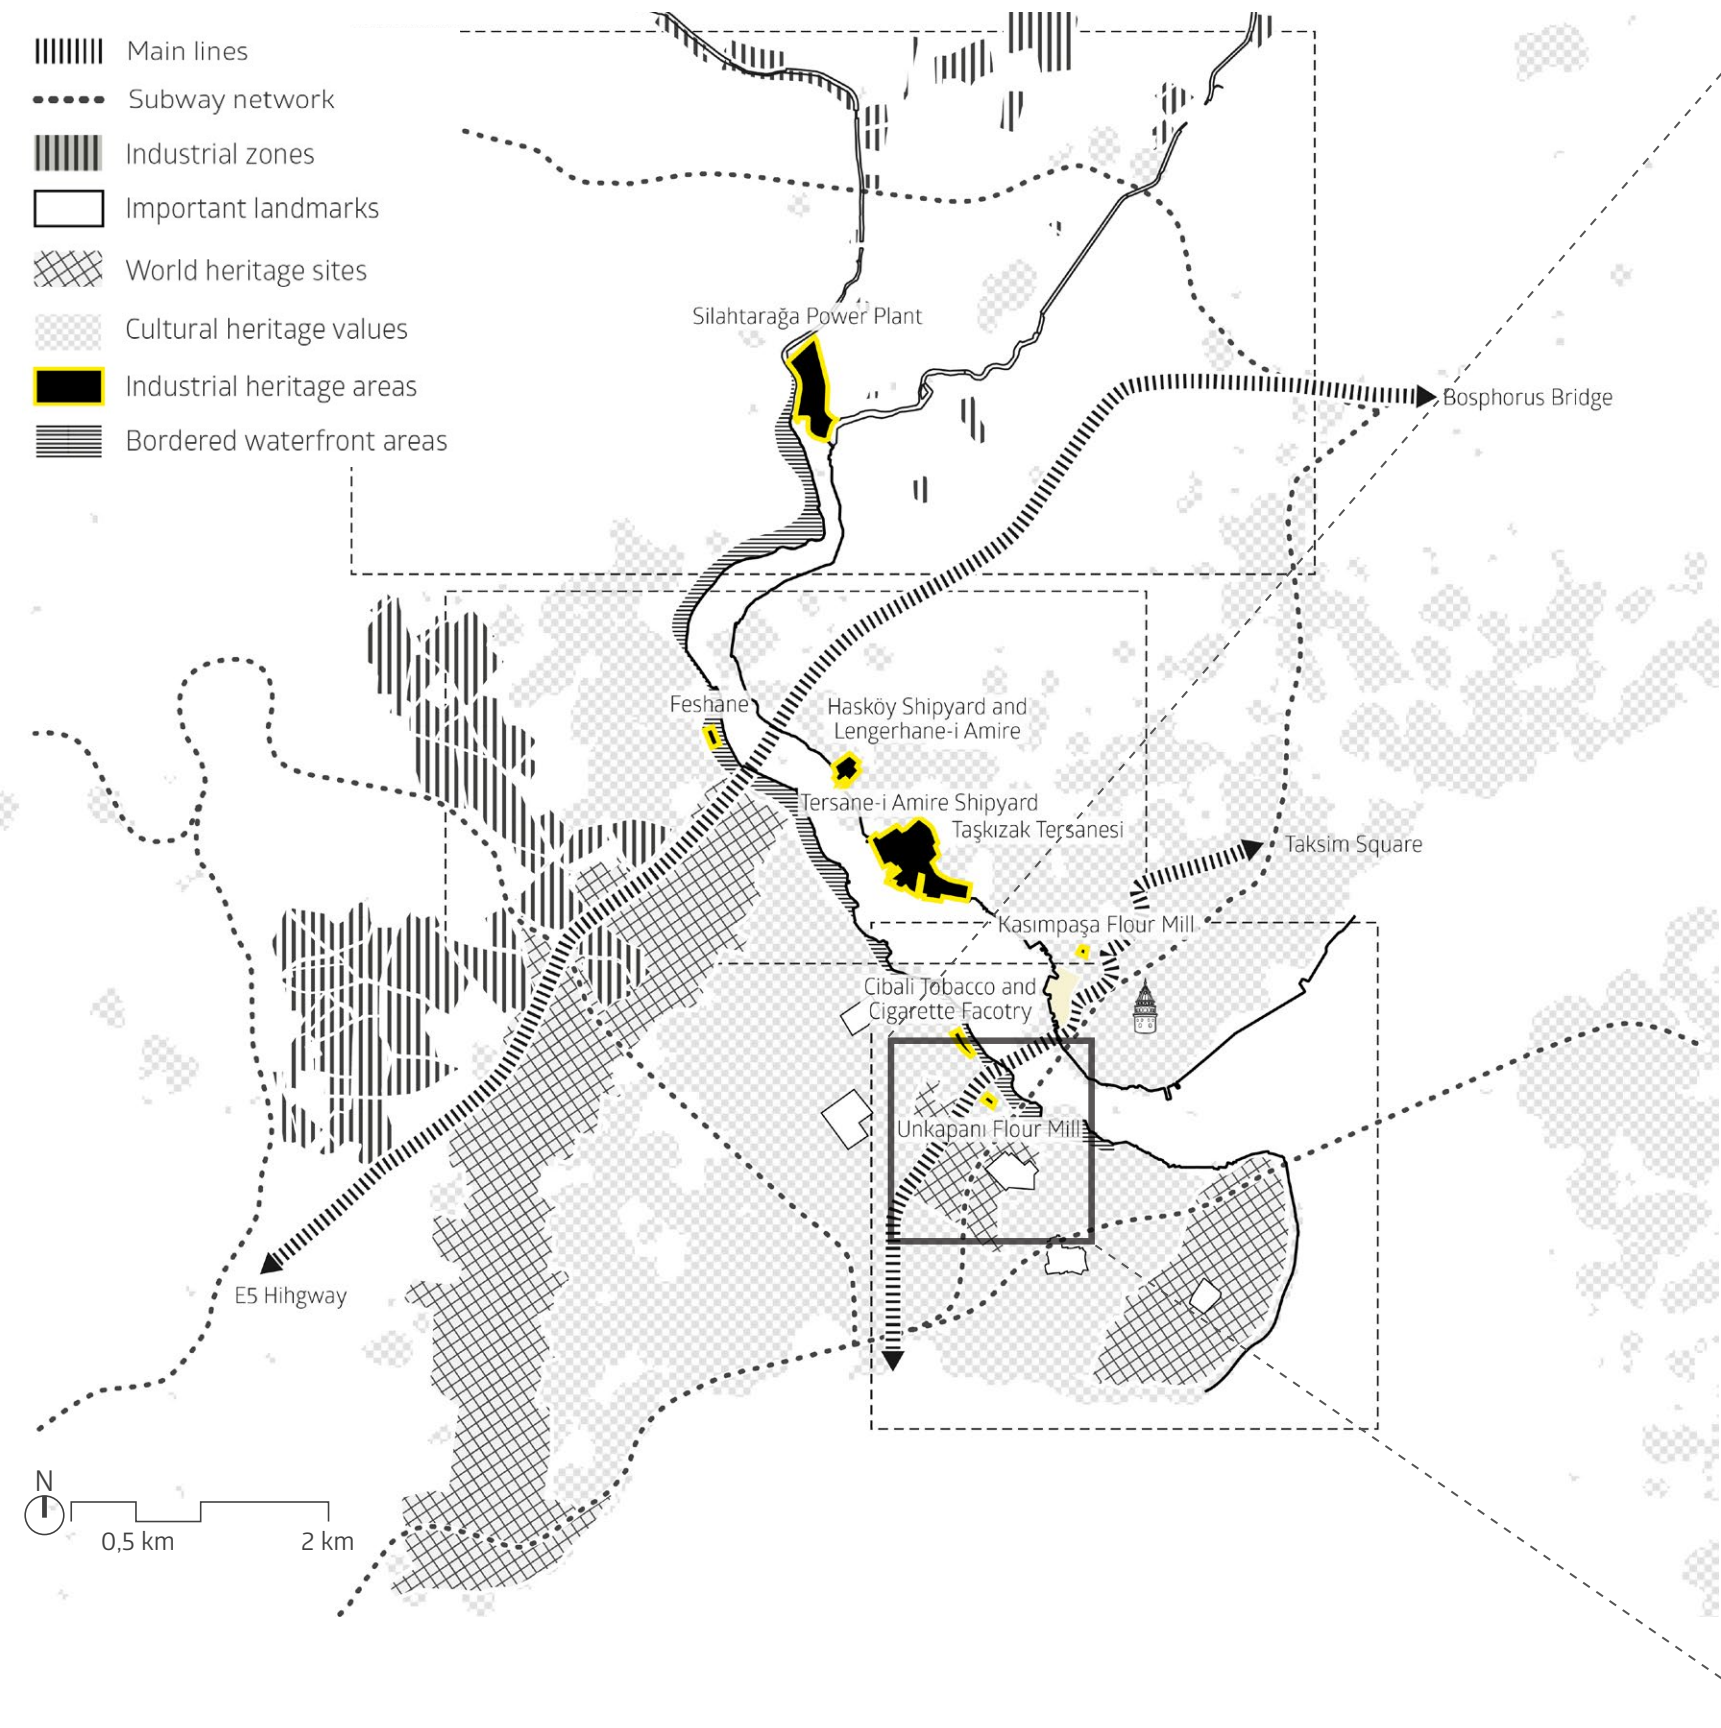 Main lines
Subway network
Industrial zones
Important landmarks
World heritage sites
Cultural heritage values
Industrial heritage areas
Bordered waterfront areas
Silahtarağa Power Plant
Bosphorus Bridge
Feshane
Hasköy Shipyard and
Lengerhane-i Amire
Tersane-i Amire Shipyard
Taşkızak Tersanesi
Taksim Square
Kasımpaşa Flour Mill
Cibali Tobacco and
Cigarette Facotry
Unkapanı Flour Mill
E5 Hihgway
N
0,5 km
2 km